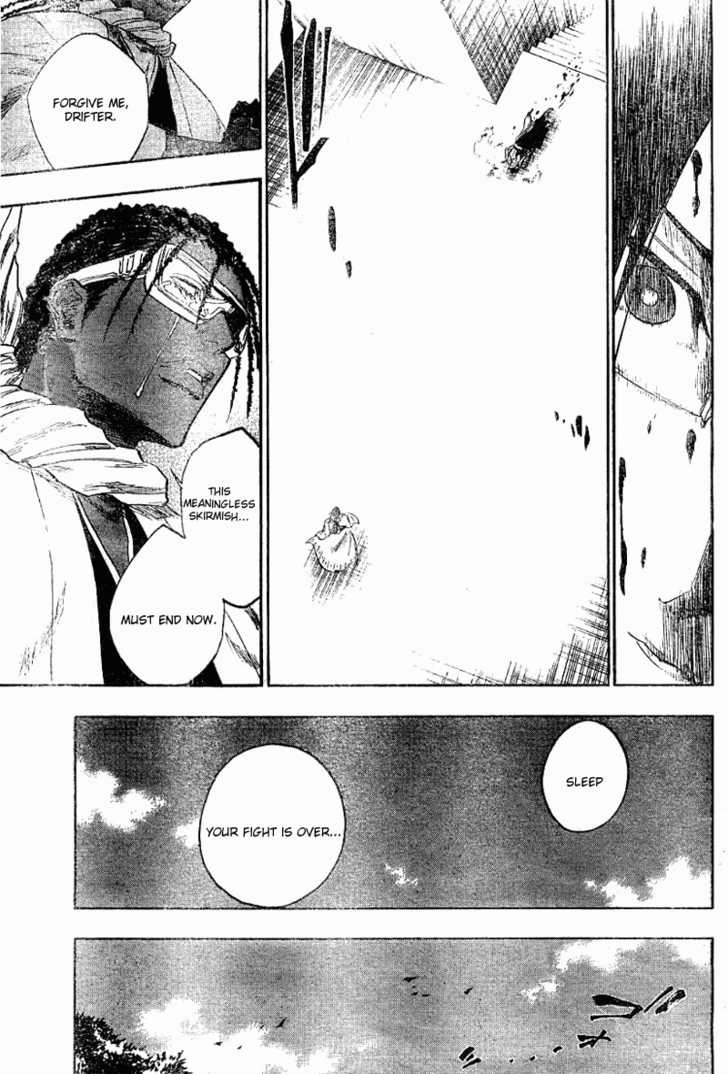 FORGIVE ME,
DRIFTER.
THIS
MEANINGLESS
SKIRMISH...
MUST END NOW.
SLEEP
YOUR FIGHT IS OVER...